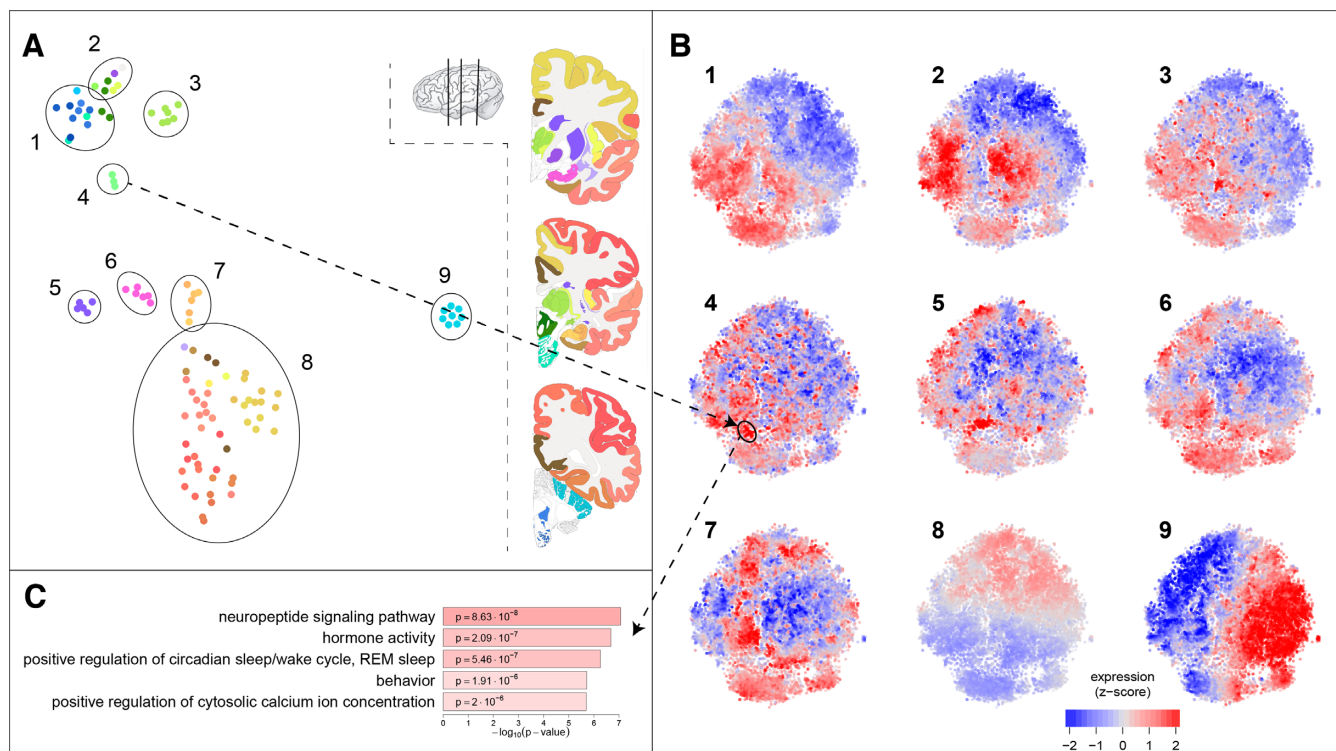 A
1
2
3
4
5
6
7
8
9
B
1
2
3
4
5
6
7
8
9
expression
(z-score)
−2
−1
0
1
2
C
neuropeptide signaling pathway
p = 8.63 · 10⁻⁸
hormone activity
p = 2.09 · 10⁻⁷
positive regulation of circadian sleep/wake cycle, REM sleep
p = 5.46 · 10⁻⁷
behavior
p = 1.91 · 10⁻⁶
positive regulation of cytosolic calcium ion concentration
p = 2 · 10⁻⁶
0 1 2 3 4 5 6 7
−log₁₀(p − value)